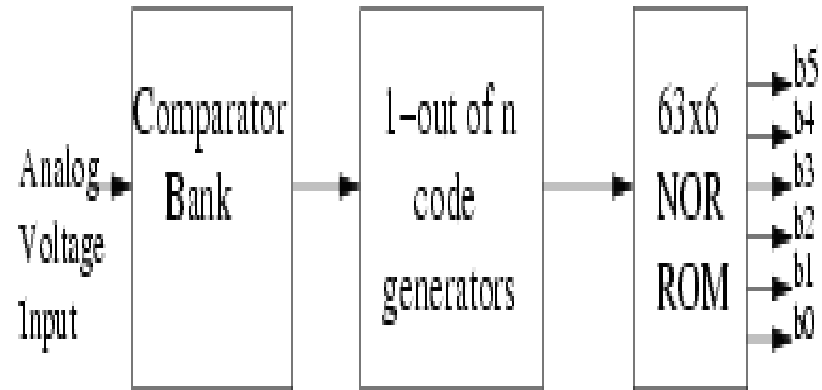 Analog
Voltage
Input
Comparator
Bank
1–out of n
code
generators
63x6
NOR
ROM
b5
b4
b3
b2
b1
b0